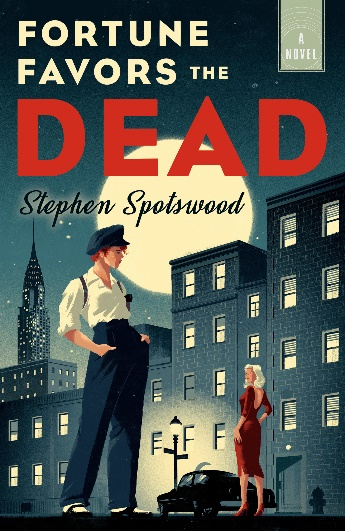 FORTUNE
FAVORS THE
DEAD
A
NOVEL
Stephen Spotswood